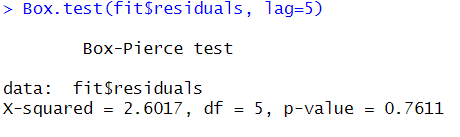 > Box.test(fit$residuals, lag=5)
Box-Pierce test
data:  fit$residuals
X-squared = 2.6017, df = 5, p-value = 0.7611